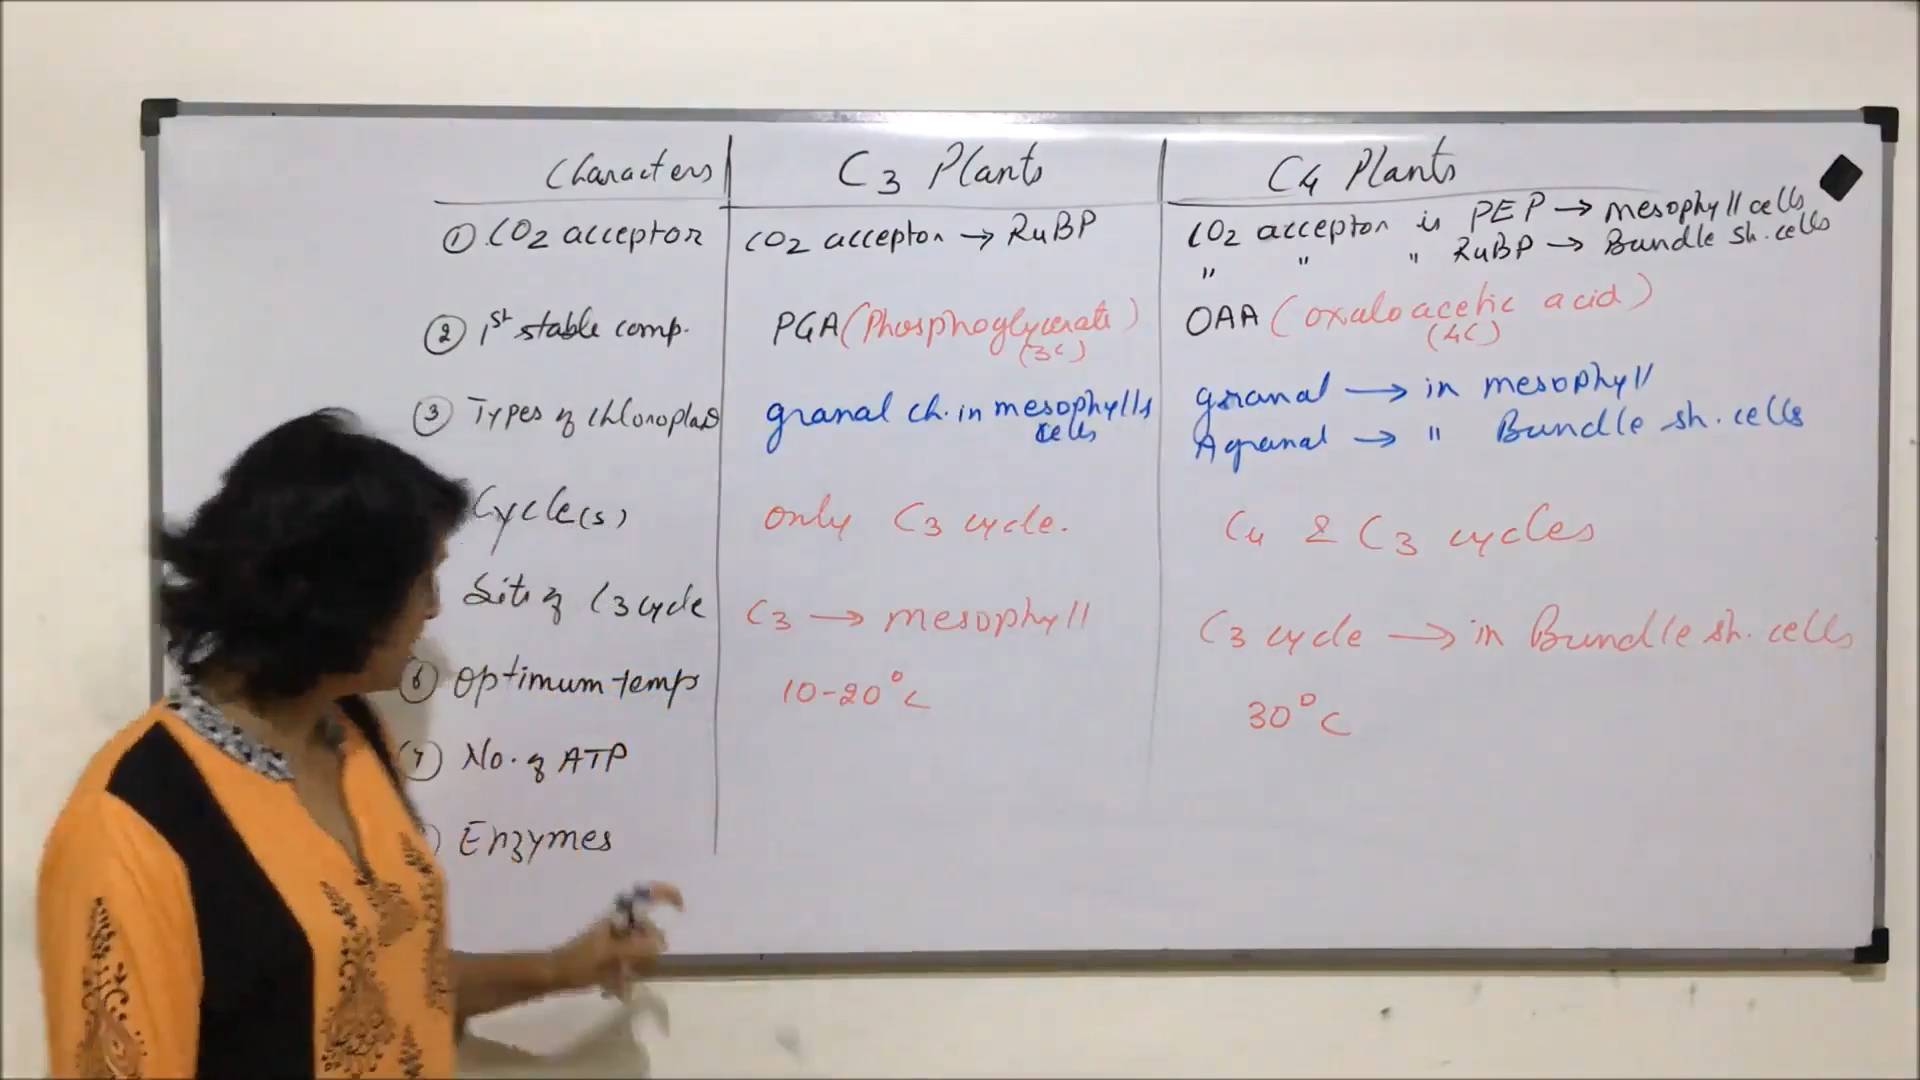 Characters C3 Plants C4 Plants
① CO2 acceptor CO2 acceptor → RuBP CO2 acceptor is PEP → mesophyll cells
" " " RuBP → Bundle sh. cells
② 1st stable comp. PGA (Phosphoglycerate) (3C) OAA (oxaloacetic acid) (4C)
③ Types of chloroplas granal ch. in mesophylls cells granal → in mesophyll
Agranal → " Bundle sh. cells
Cycle(s) only C3 cycle. C4 & C3 cycles
Site of C3 cycle C3 → mesophyll C3 cycle → in Bundle sh. cells
⑥ Optimum temps 10-20°C 30°C
⑦ No. of ATP
Enzymes